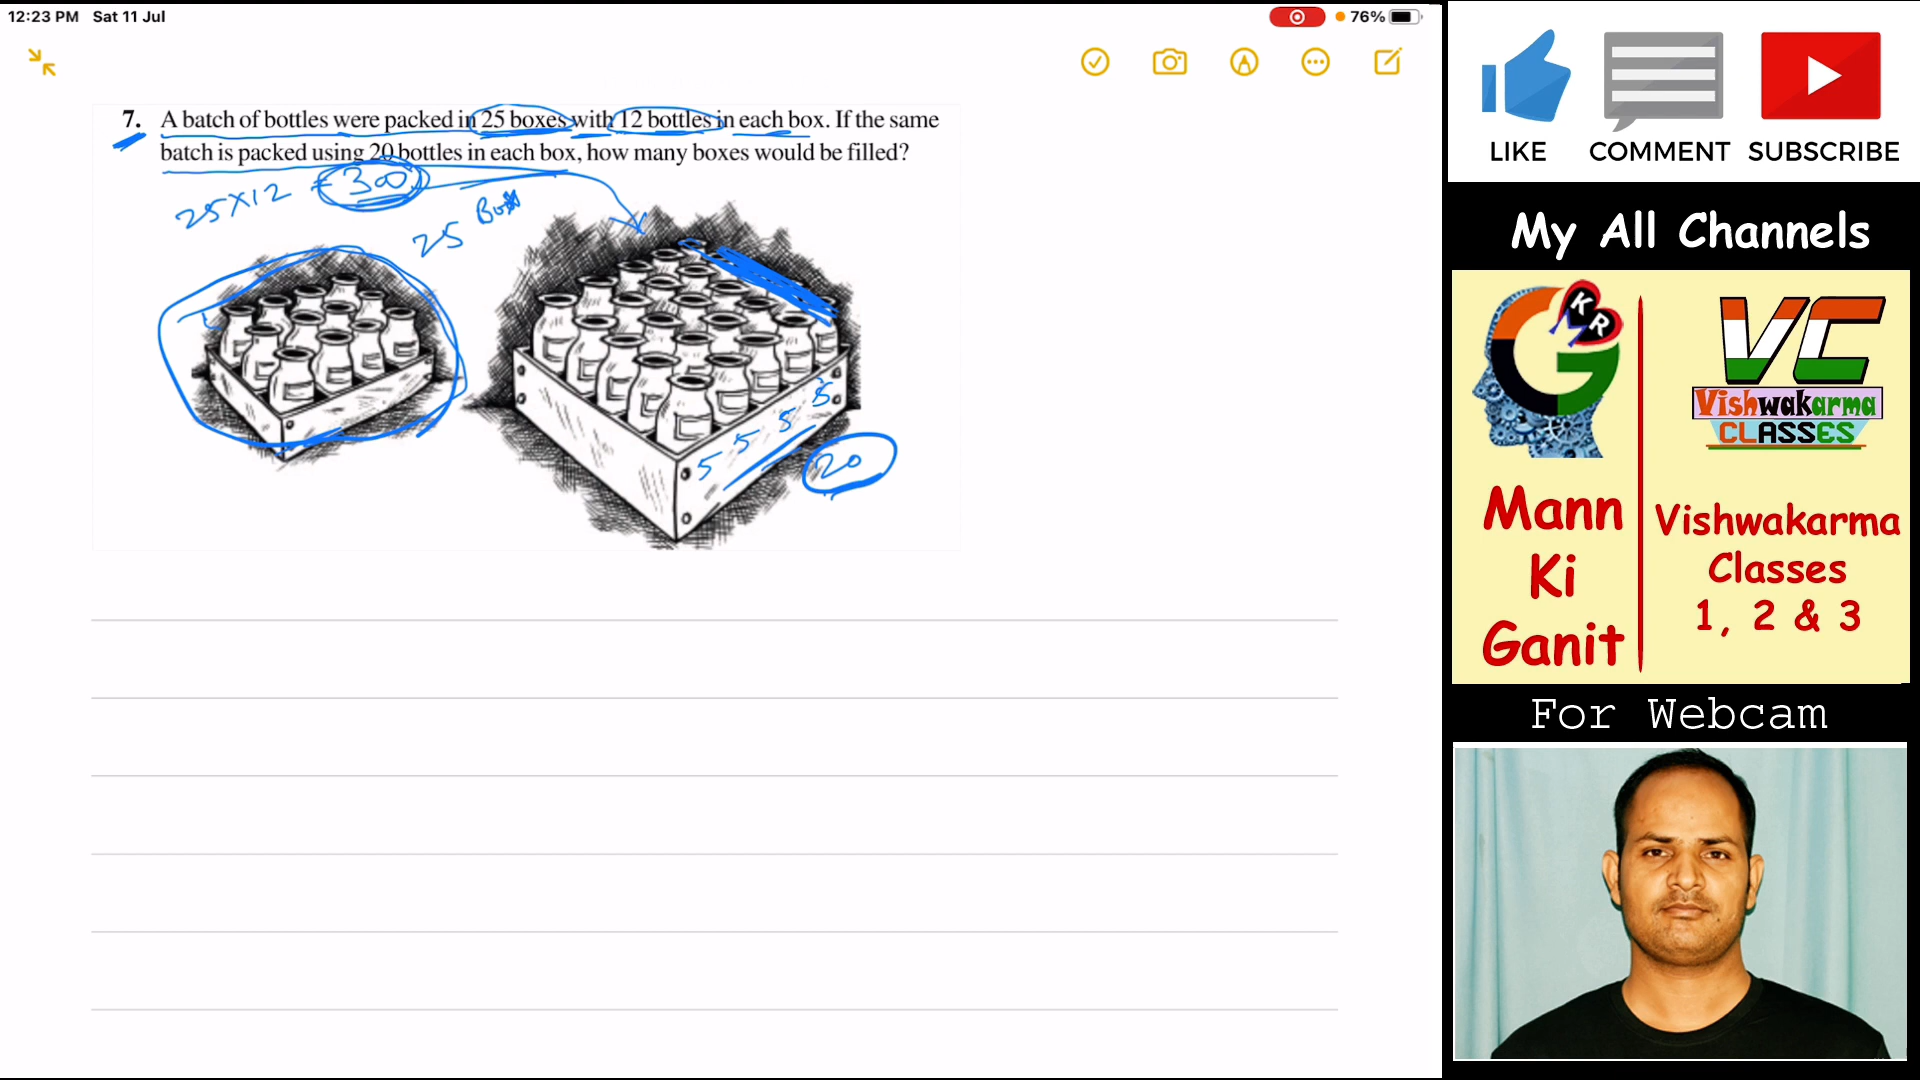 12:23 PM Sat 11 Jul
76%
7. A batch of bottles were packed in 25 boxes with 12 bottles in each box. If the same
batch is packed using 20 bottles in each box, how many boxes would be filled?
25×12 = 300
25 Box
5 5 5 5
20
LIKE COMMENT SUBSCRIBE
My All Channels
G KR
VC
Vishwakarma
CLASSES
Mann
Ki
Ganit
Vishwakarma
Classes
1, 2 & 3
For Webcam